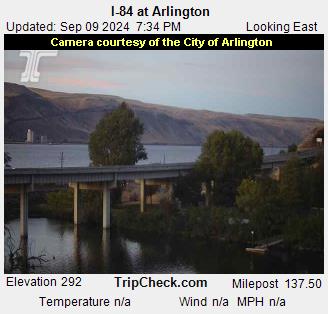 I-84 at Arlington
Updated: Sep 09 2024 7:34 PM Looking East
Camera courtesy of the City of Arlington
Elevation 292 TripCheck.com Milepost 137.50
Temperature n/a Wind n/a MPH n/a